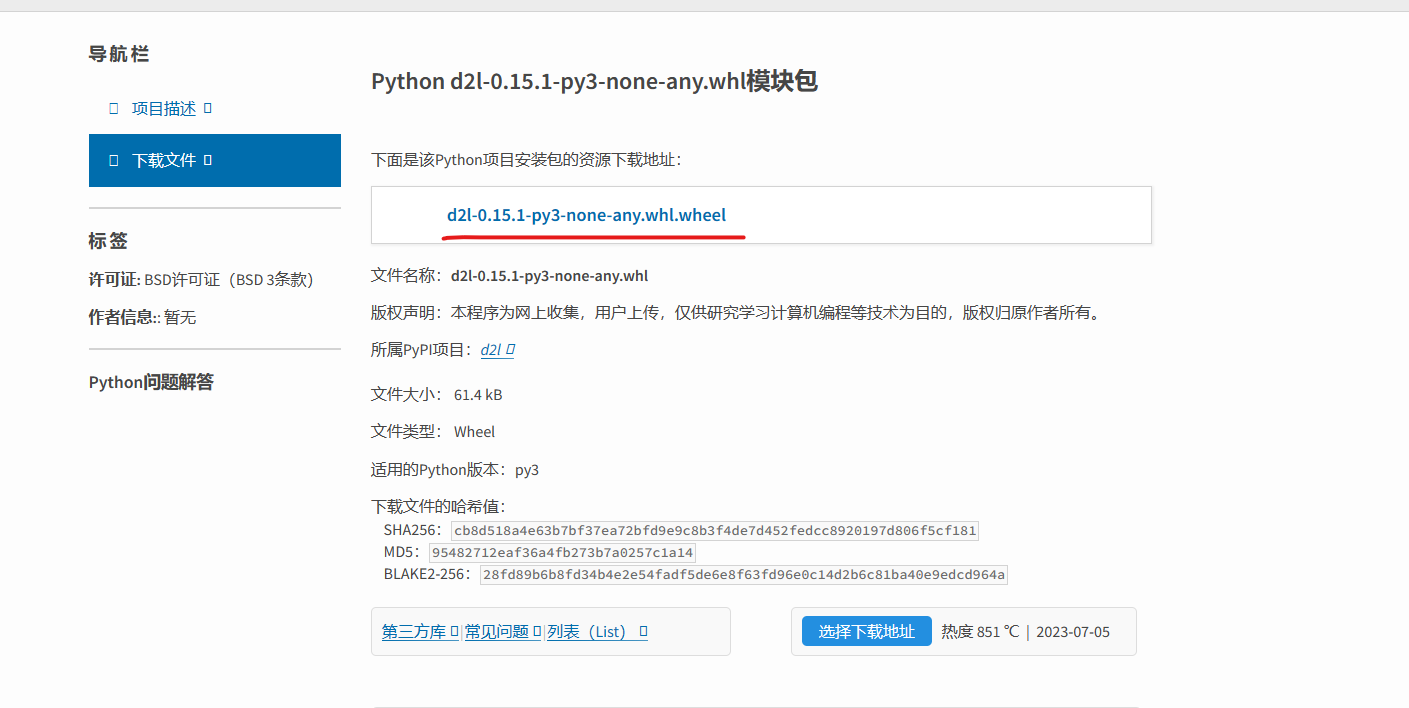 导航栏
项目描述
下载文件
标签
许可证: BSD许可证（BSD 3条款）
作者信息:: 暂无
Python问题解答
Python d2l-0.15.1-py3-none-any.whl模块包
下面是该Python项目安装包的资源下载地址：
d2l-0.15.1-py3-none-any.whl.wheel
文件名称：d2l-0.15.1-py3-none-any.whl
版权声明：本程序为网上收集，用户上传，仅供研究学习计算机编程等技术为目的，版权归原作者所有。
所属PyPI项目：d2l
文件大小： 61.4 kB
文件类型： Wheel
适用的Python版本：py3
下载文件的哈希值：
SHA256：cb8d518a4e63b7bf37ea72bfd9e9c8b3f4de7d452fedcc8920197d806f5cf181
MD5：95482712eaf36a4fb273b7a0257c1a14
BLAKE2-256：28fd89b6b8fd34b4e2e54fadf5de6e8f63fd96e0c14d2b6c81ba40e9edcd964a
第三方库|常见问题|列表（List）
选择下载地址 热度 851 ℃ | 2023-07-05